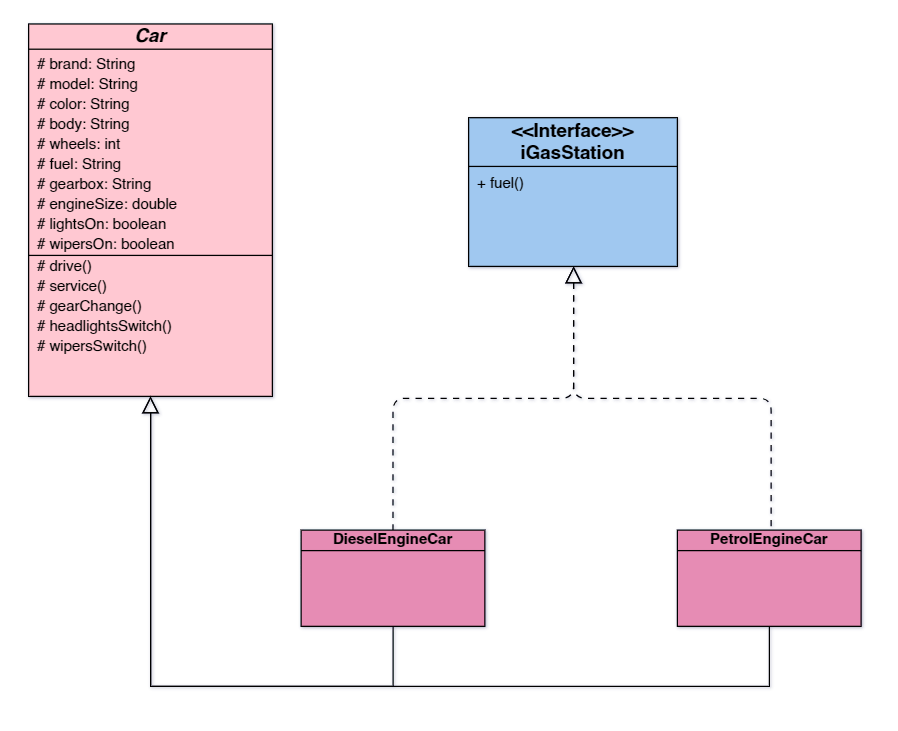 Car
# brand: String
# model: String
# color: String
# body: String
# wheels: int
# fuel: String
# gearbox: String
# engineSize: double
# lightsOn: boolean
# wipersOn: boolean
# drive()
# service()
# gearChange()
# headlightsSwitch()
# wipersSwitch()
<<Interface>>
iGasStation
+ fuel()
DieselEngineCar
PetrolEngineCar